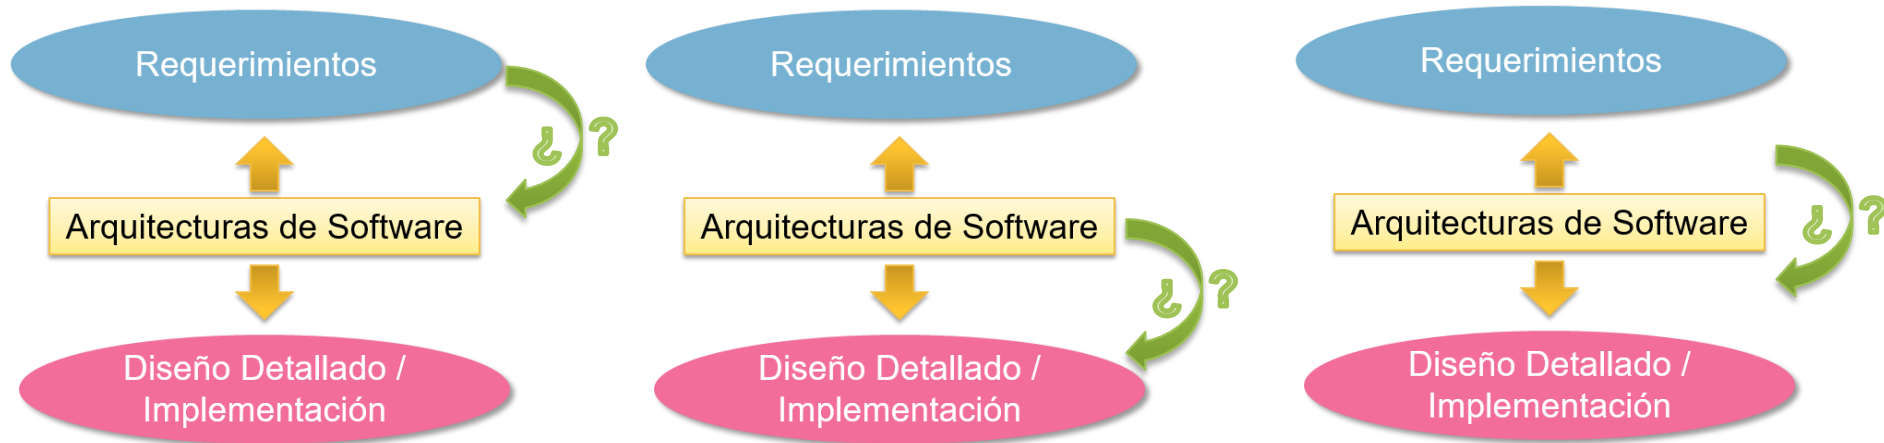 Requerimientos
¿ ?
Arquitecturas de Software
Diseño Detallado /
Implementación
Requerimientos
Arquitecturas de Software
¿ ?
Diseño Detallado /
Implementación
Requerimientos
Arquitecturas de Software
¿ ?
Diseño Detallado /
Implementación